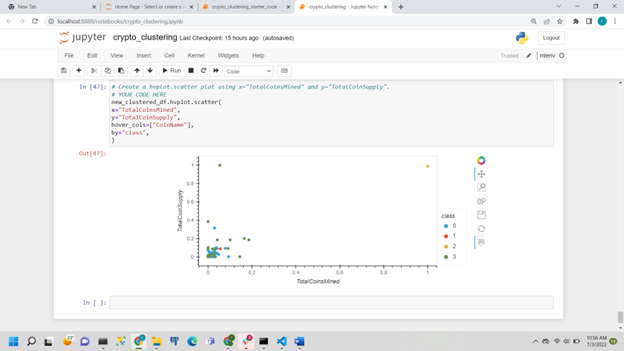 New Tab
Home Page - Select or create a n
crypto_clustering_starter_code -
crypto_clustering - Jupyter Note
localhost:8889/notebooks/crypto_clustering.ipynb
jupyter crypto_clustering Last Checkpoint: 15 hours ago (autosaved)
Logout
File Edit View Insert Cell Kernel Widgets Help
Trusted
mlenv
Run
Code
In [47]: # Create a hvplot.scatter plot using x="TotalCoinsMined" and y="TotalCoinSupply".
# YOUR CODE HERE
new_clustered_df.hvplot.scatter(
x="TotalCoinsMined",
y="TotalCoinSupply",
hover_cols=["CoinName"],
by="class",
)
Out[47]:
1
0.8
0.6
0.4
0.2
0
TotalCoinSupply
0 0.2 0.4 0.6 0.8 1
TotalCoinsMined
class
0
1
2
3
In [ ]:
10:56 AM
7/3/2022